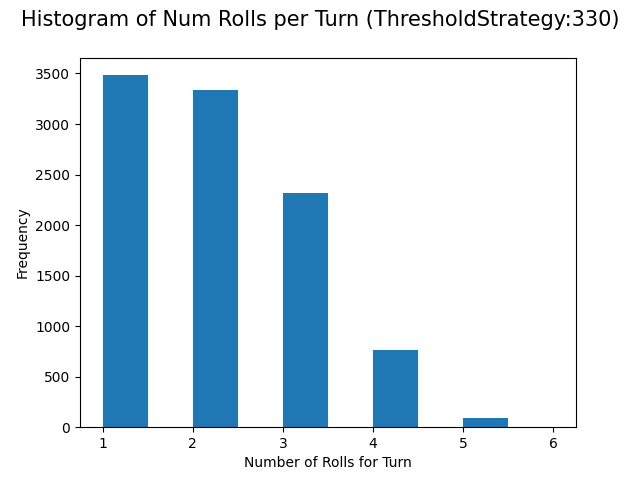 Histogram of Num Rolls per Turn (ThresholdStrategy:330)
3500
3000
2500
2000
1500
1000
500
0
Frequency
1 2 3 4 5 6
Number of Rolls for Turn